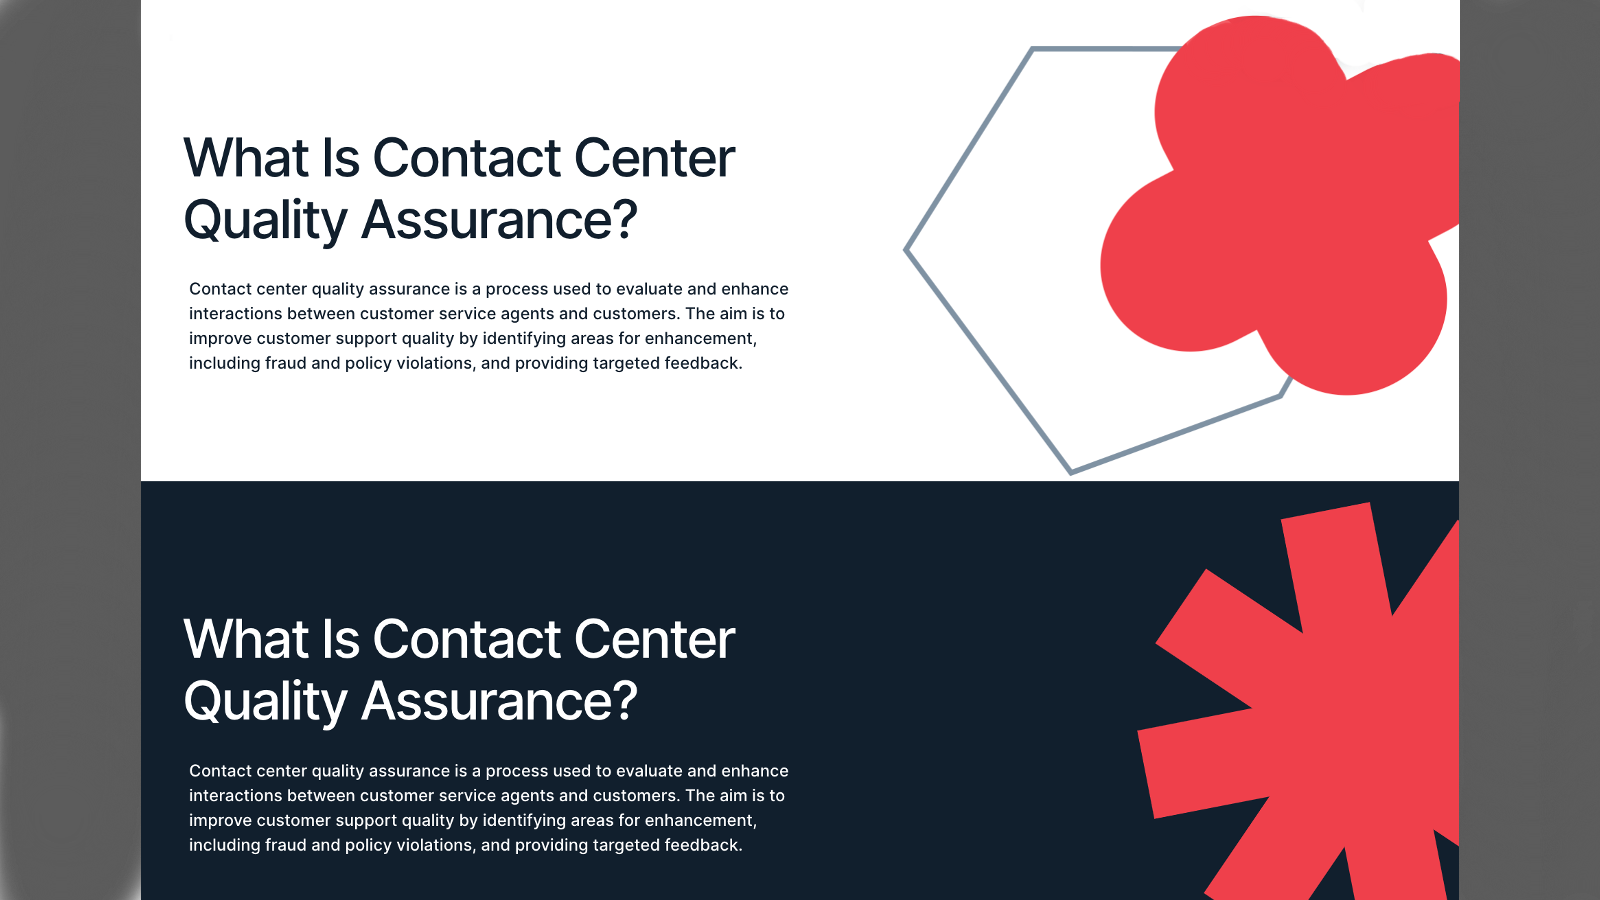 What Is Contact Center
Quality Assurance?
Contact center quality assurance is a process used to evaluate and enhance
interactions between customer service agents and customers. The aim is to
improve customer support quality by identifying areas for enhancement,
including fraud and policy violations, and providing targeted feedback.
What Is Contact Center
Quality Assurance?
Contact center quality assurance is a process used to evaluate and enhance
interactions between customer service agents and customers. The aim is to
improve customer support quality by identifying areas for enhancement,
including fraud and policy violations, and providing targeted feedback.